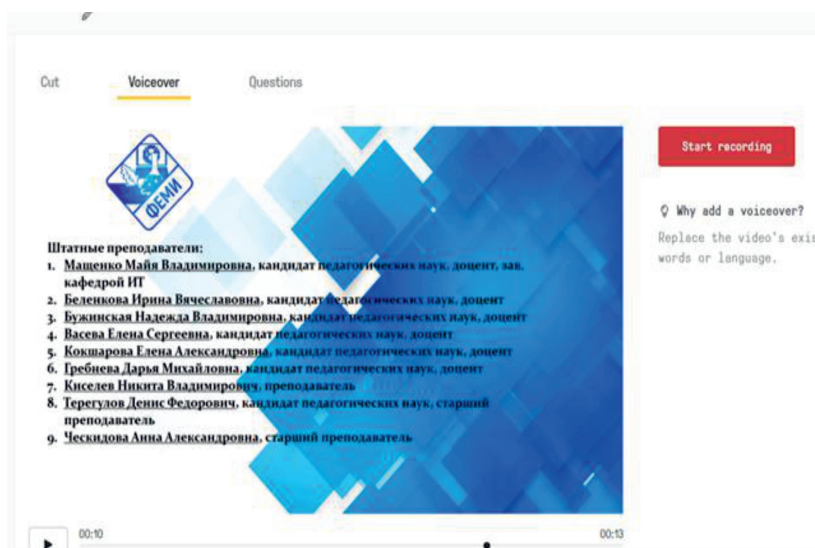 Cut Voiceover Questions
ФЕМИ
Start recording
Why add a voiceover?
Replace the video's exis
words or language.
Штатные преподаватели:
1. Мащенко Майя Владимировна, кандидат педагогических наук, доцент, зав.
кафедрой ИТ
2. Беленкова Ирина Вячеславовна, кандидат педагогических наук, доцент
3. Бужинская Надежда Владимировна, кандидат педагогических наук, доцент
4. Васева Елена Сергеевна, кандидат педагогических наук, доцент
5. Кокшарова Елена Александровна, кандидат педагогических наук, доцент
6. Гребнева Дарья Михайловна, кандидат педагогических наук, доцент
7. Киселев Никита Владимирович, преподаватель
8. Терегулов Денис Федорович, кандидат педагогических наук, старший
преподаватель
9. Ческидова Анна Александровна, старший преподаватель
00:10 00:13